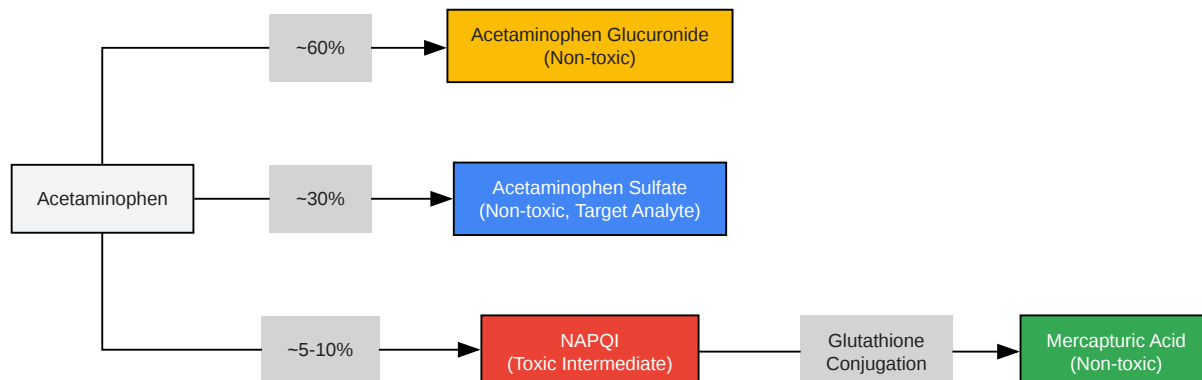 ~60%
Acetaminophen Glucuronide
(Non-toxic)
Acetaminophen
~30%
Acetaminophen Sulfate
(Non-toxic, Target Analyte)
~5-10%
NAPQI
(Toxic Intermediate)
Glutathione
Conjugation
Mercapturic Acid
(Non-toxic)